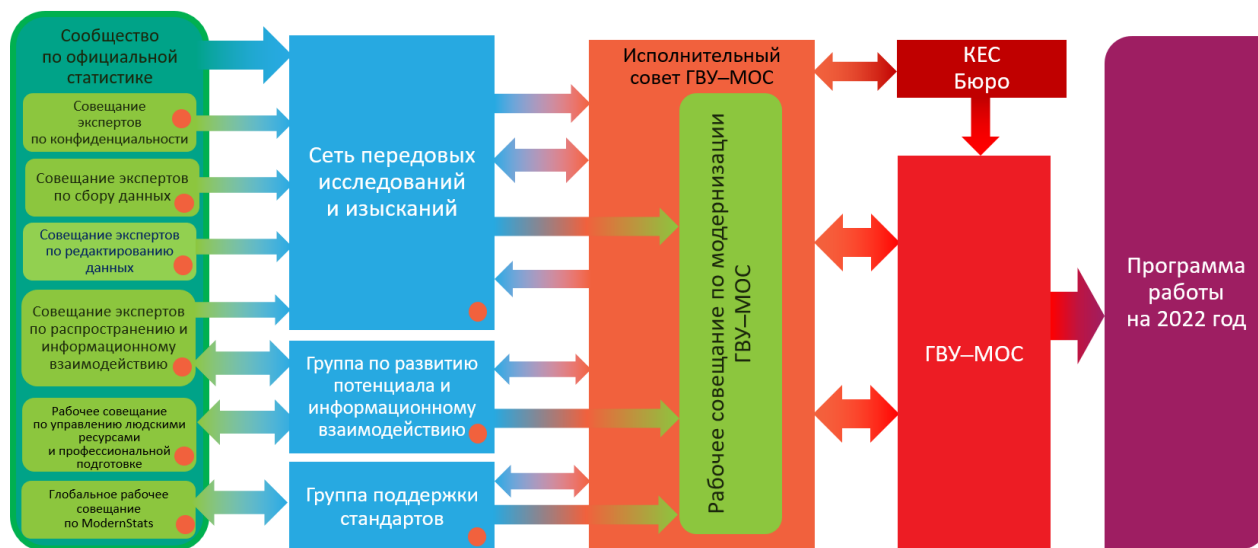 Сообщество
по официальной
статистике
Совещание
экспертов
по конфиденциальности
Совещание экспертов
по сбору данных
Совещание экспертов
по редактированию
данных
Совещание экспертов
по распространению и
информационному
взаимодействию
Рабочее совещание
по управлению людскими
ресурсами
и профессиональной
подготовке
Глобальное рабочее
совещание
по ModernStats
Сеть передовых
исследований
и изысканий
Группа по развитию
потенциала и
информационному
взаимодействию
Группа поддержки
стандартов
Исполнительный
совет ГВУ–МОС
Рабочее совещание по модернизации
ГВУ–МОС
КЕС
Бюро
ГВУ–МОС
Программа
работы
на 2022 год